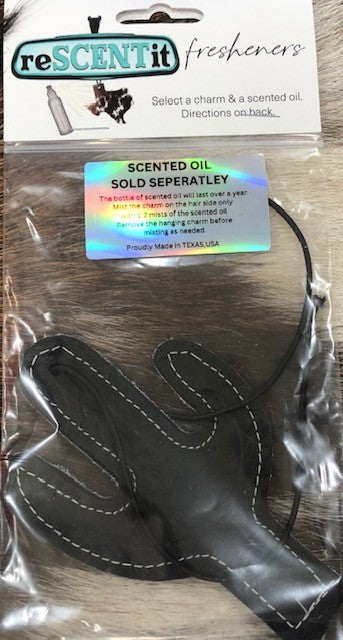 reSCENTit fresheners
Select a charm & a scented oil.
Directions on back.
SCENTED OIL
SOLD SEPERATLEY
The bottle of scented oil will last over a year
Mist the charm on the hair side only
with 1-2 mists of the scented oil
Remove the hanging charm before
misting as needed.
Proudly Made in TEXAS,USA